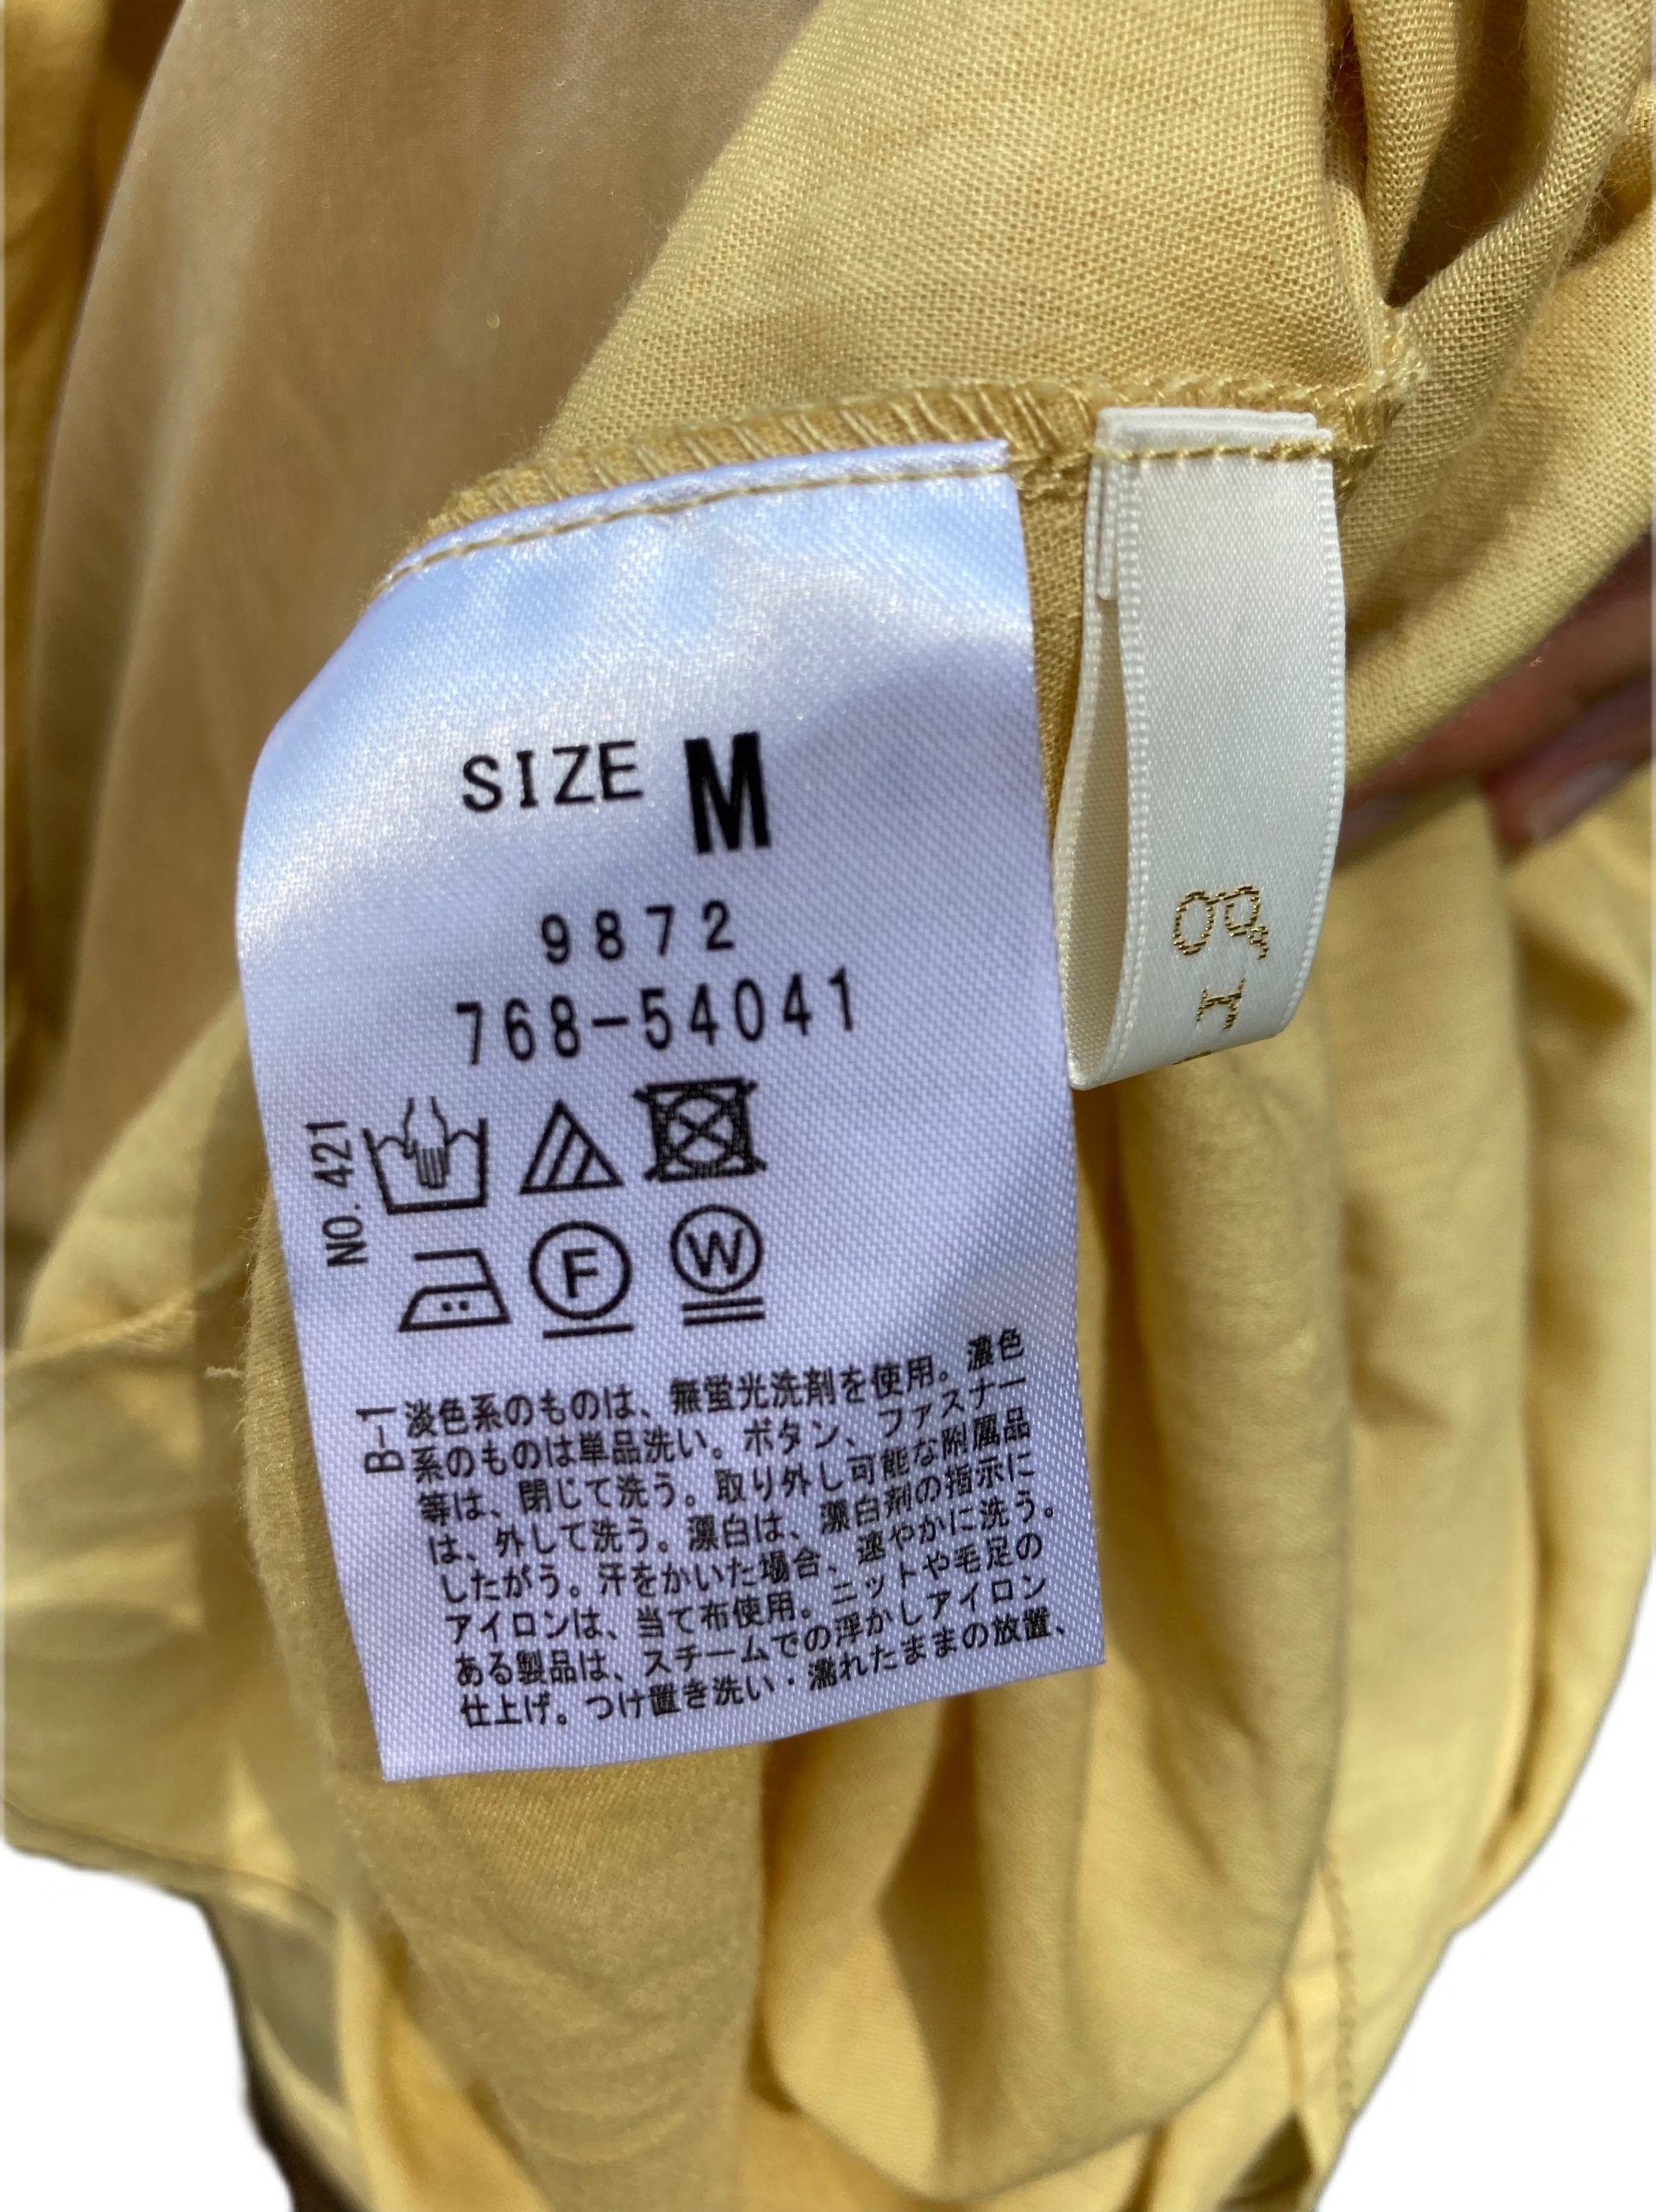 SIZE M
9872
768-54041
NO. 421
F
W
B-1
淡色系のものは、無蛍光洗剤を使用。濃色
系のものは単品洗い。ボタン、ファスナー
等は、閉じて洗う。取り外し可能な附属品
は、外して洗う。漂白は、漂白剤の指示に
したがう。汗をかいた場合、速やかに洗う。
アイロンは、当て布使用。ニットや毛足の
ある製品は、スチームでの浮かしアイロン
仕上げ。つけ置き洗い・濡れたままの放置、